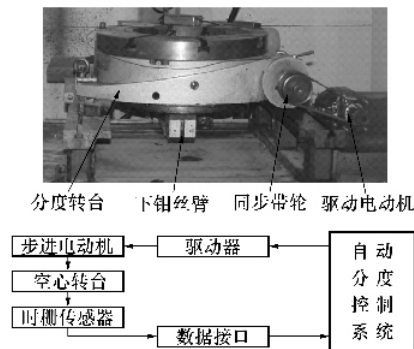 分度转台 下钼丝臂 同步带轮 驱动电动机
步进电动机 驱动器 自动
空心转台 分度
时栅传感器 控制
数据接口 系统